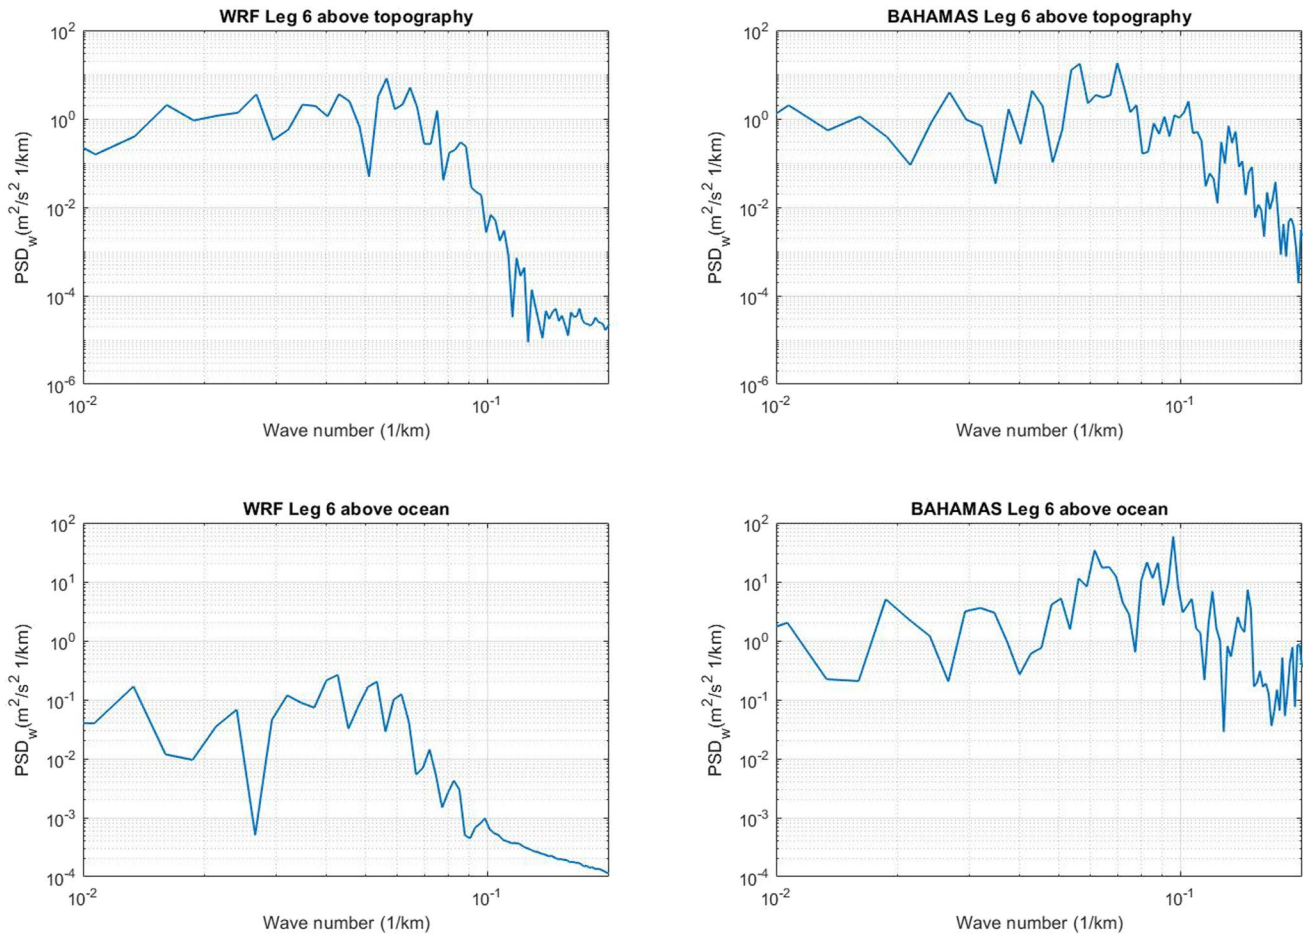 WRF Leg 6 above topography
10^2
10^0
10^-2
10^-4
10^-6
PSD_w(m^2/s^2 1/km)
10^-2
10^-1
Wave number (1/km)
BAHAMAS Leg 6 above topography
10^2
10^0
10^-2
10^-4
10^-6
PSD_w(m^2/s^2 1/km)
10^-2
10^-1
Wave number (1/km)
WRF Leg 6 above ocean
10^2
10^1
10^0
10^-1
10^-2
10^-3
10^-4
PSD_w(m^2/s^2 1/km)
10^-2
10^-1
Wave number (1/km)
BAHAMAS Leg 6 above ocean
10^2
10^1
10^0
10^-1
10^-2
10^-3
10^-4
PSD_w(m^2/s^2 1/km)
10^-2
10^-1
Wave number (1/km)